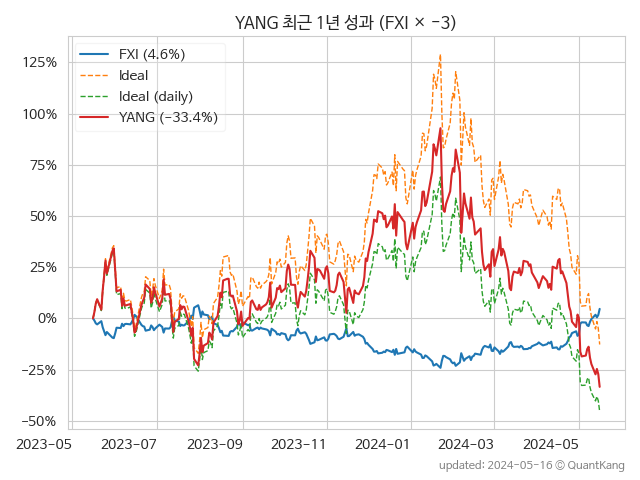 YANG 최근 1년 성과 (FXI × −3)
FXI (4.6%)
Ideal
Ideal (daily)
YANG (−33.4%)
125%
100%
75%
50%
25%
0%
−25%
−50%
2023-05 2023-07 2023-09 2023-11 2024-01 2024-03 2024-05
updated: 2024-05-16 © QuantKang